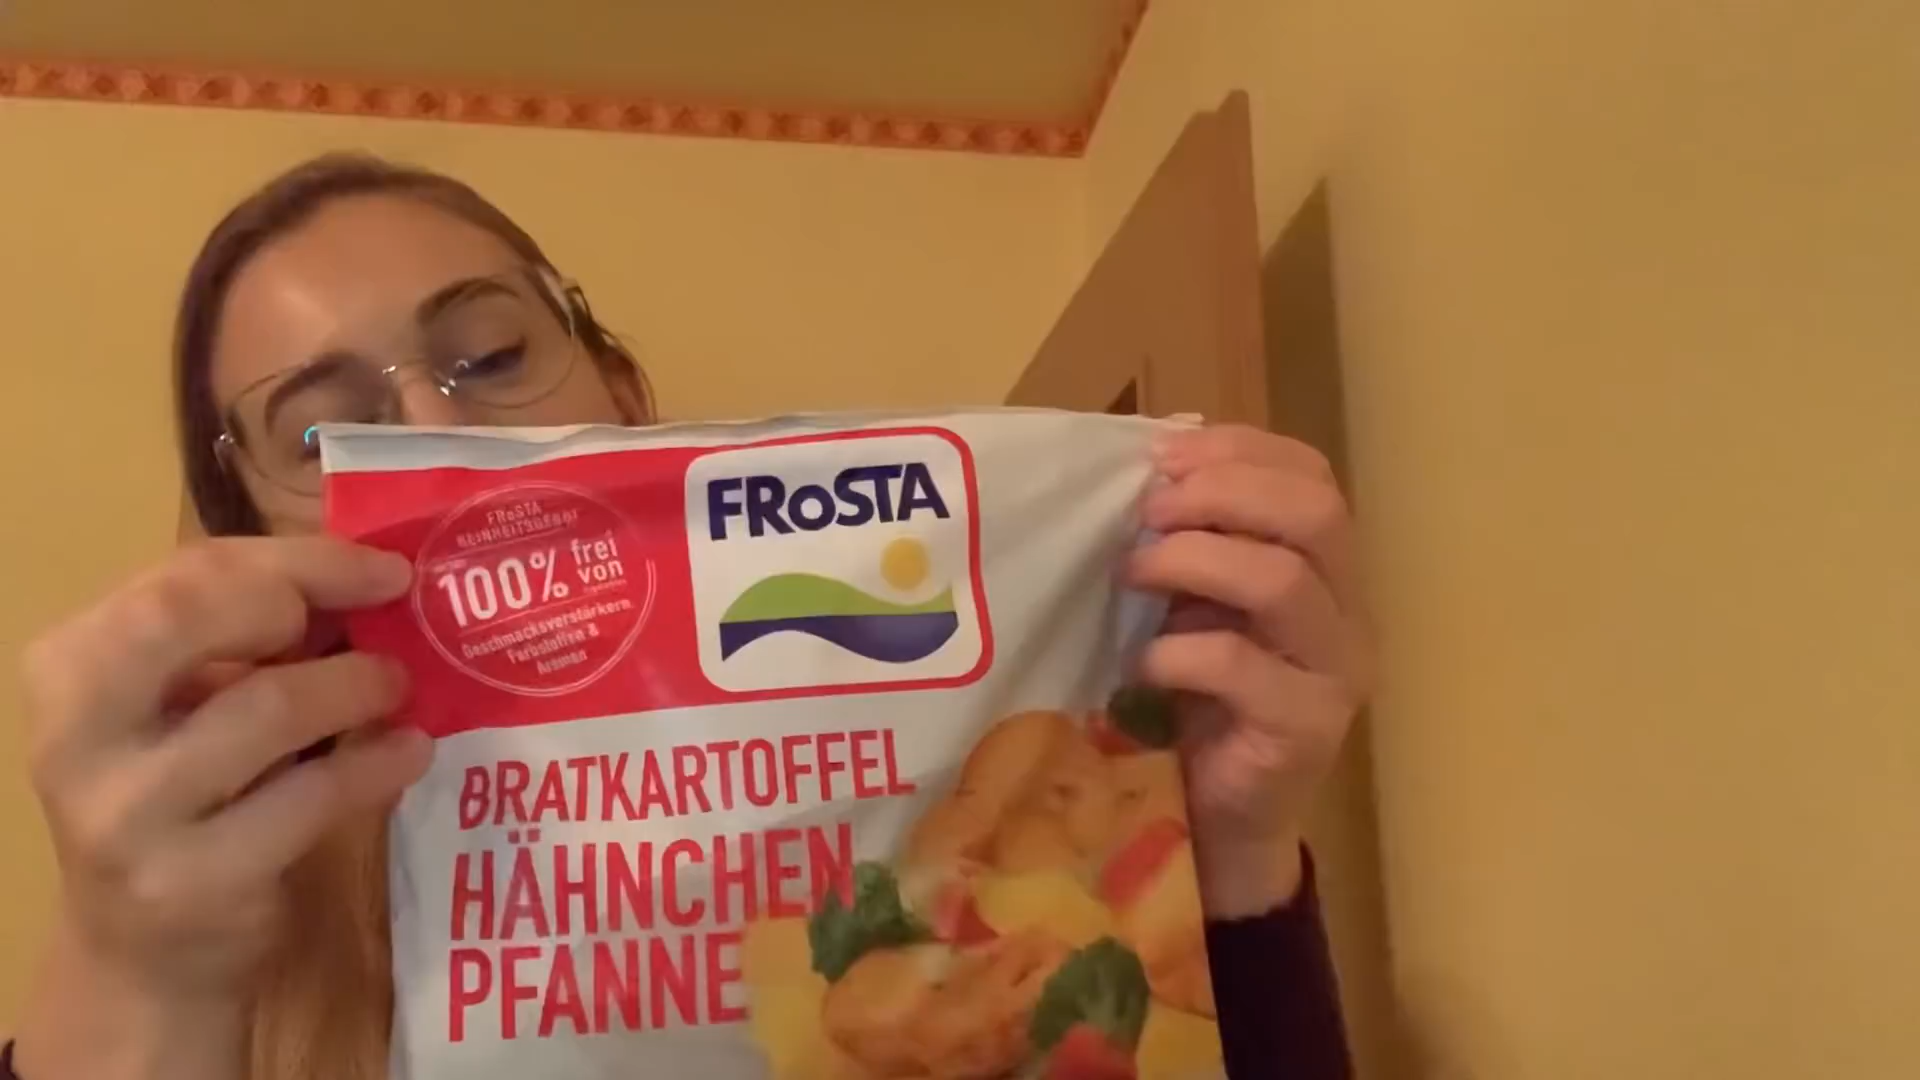 FRoSTA
REINHEITSGEBOT
100% frei von
Geschmacksverstärkern,
Farbstoffen &
Aromen
FRoSTA
BRATKARTOFFEL
HÄHNCHEN
PFANNE